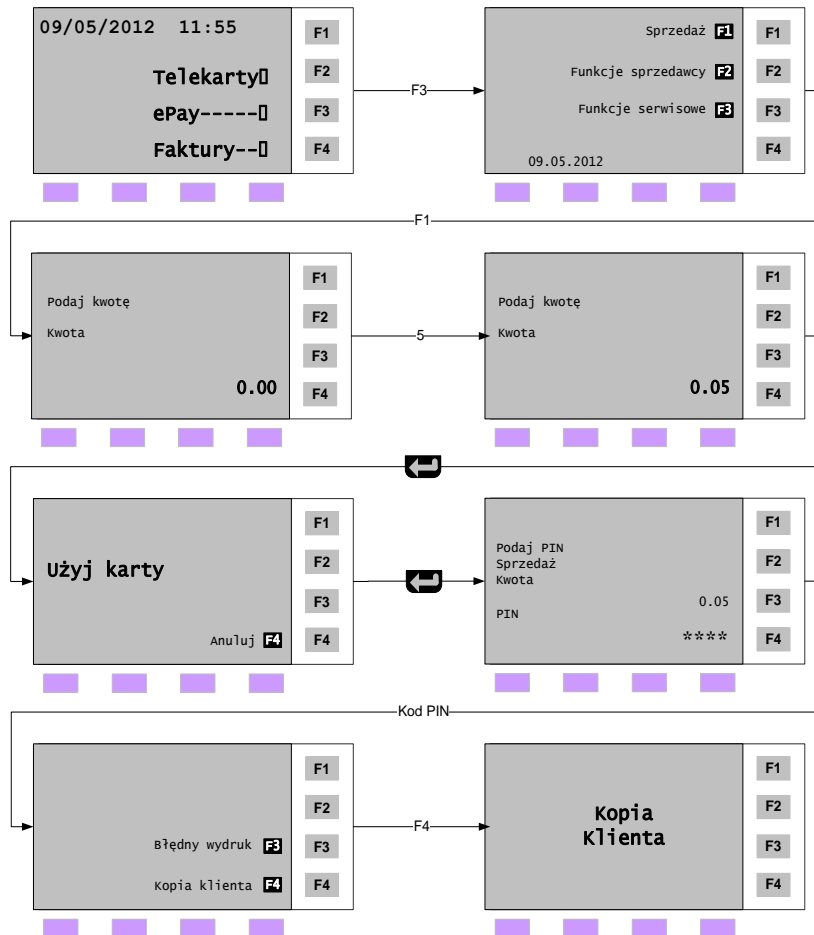 09/05/2012 11:55
Telekarty▯
ePay-----▯
Faktury--▯
F1
F2
F3
F4
F3
Sprzedaż F1
Funkcje sprzedawcy F2
Funkcje serwisowe F3
09.05.2012
F1
F2
F3
F4
F1
Podaj kwotę
Kwota
0.00
F1
F2
F3
F4
5
Podaj kwotę
Kwota
0.05
F1
F2
F3
F4
Użyj karty
Anuluj F4
F1
F2
F3
F4
Podaj PIN
Sprzedaż
Kwota
0.05
PIN
****
F1
F2
F3
F4
Kod PIN
Błędny wydruk F3
Kopia klienta F4
F1
F2
F3
F4
F4
Kopia
Klienta
F1
F2
F3
F4